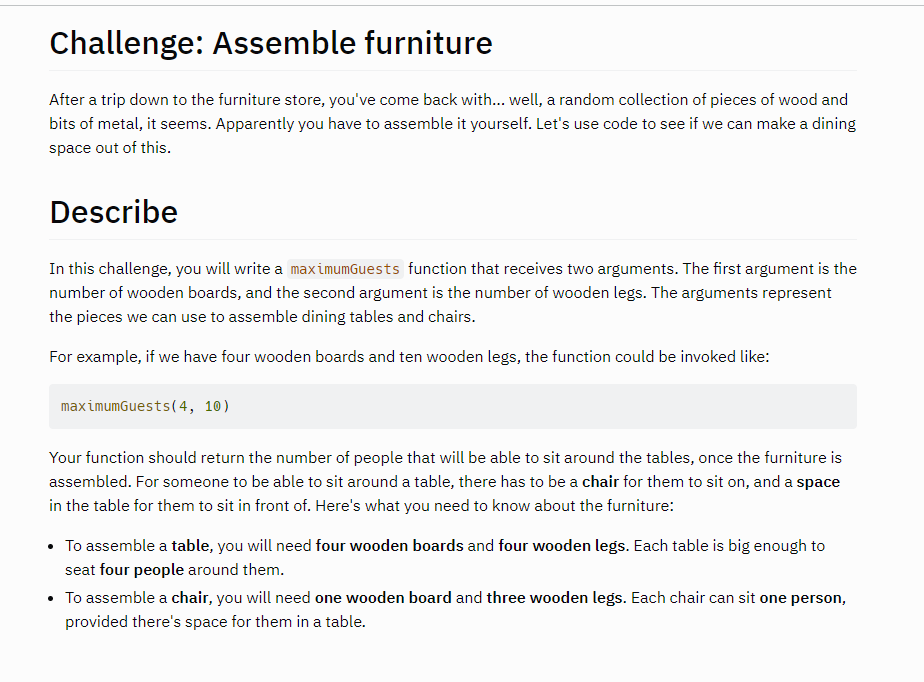 Challenge: Assemble furniture
After a trip down to the furniture store, you've come back with... well, a random collection of pieces of wood and
bits of metal, it seems. Apparently you have to assemble it yourself. Let's use code to see if we can make a dining
space out of this.
Describe
In this challenge, you will write a maximumGuests function that receives two arguments. The first argument is the
number of wooden boards, and the second argument is the number of wooden legs. The arguments represent
the pieces we can use to assemble dining tables and chairs.
For example, if we have four wooden boards and ten wooden legs, the function could be invoked like:
maximumGuests(4, 10)
Your function should return the number of people that will be able to sit around the tables, once the furniture is
assembled. For someone to be able to sit around a table, there has to be a chair for them to sit on, and a space
in the table for them to sit in front of. Here's what you need to know about the furniture:
• To assemble a table, you will need four wooden boards and four wooden legs. Each table is big enough to
seat four people around them.
• To assemble a chair, you will need one wooden board and three wooden legs. Each chair can sit one person,
provided there's space for them in a table.